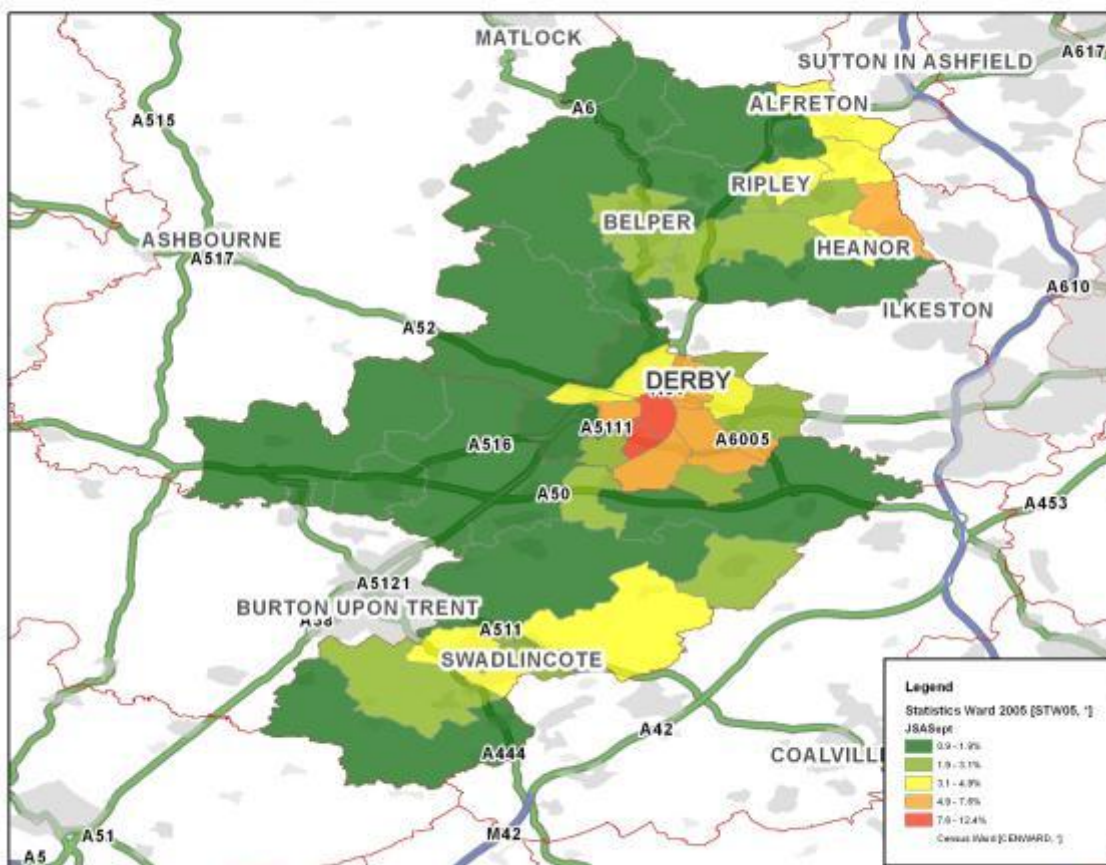 MATLOCK
SUTTON IN ASHFIELD
A617
A6
ALFRETON
A515
RIPLEY
BELPER
ASHBOURNE
A517
HEANOR
A610
ILKESTON
A52
DERBY
A5111
A6005
A516
A50
A453
A5121
BURTON UPON TRENT
A38
A511
SWADLINCOTE
A42
A444
COALVILL
M42
A51
A5
Legend
Statistics Ward 2005 [STW05, *]
JSASept
0.9 - 1.9%
1.9 - 3.1%
3.1 - 4.9%
4.9 - 7.6%
7.6 - 12.4%
Census Ward [CENWARD, *]